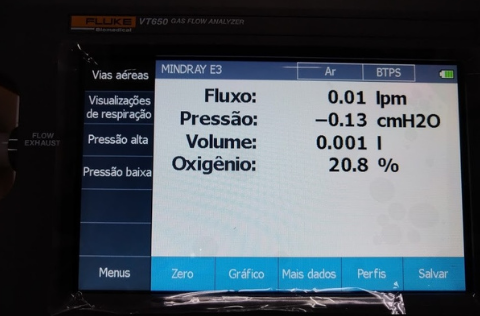 FLUKE
Biomedical
VT650 GAS FLOW ANALYZER
MINDRAY E3
Ar
BTPS
Vias aéreas
Visualizações
de respiração
Pressão alta
Pressão baixa
Menus
FLOW
EXHAUST
Fluxo: 0.01 lpm
Pressão: −0.13 cmH2O
Volume: 0.001 l
Oxigênio: 20.8 %
Zero
Gráfico
Mais dados
Perfis
Salvar